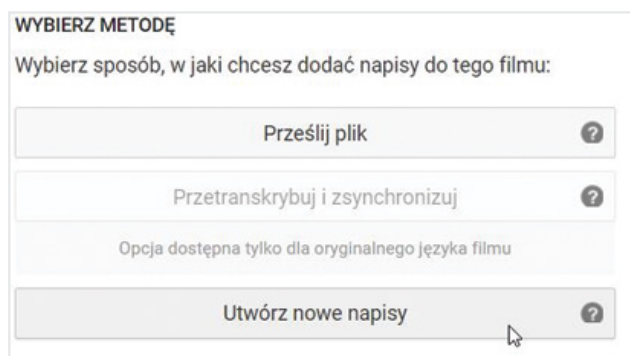 WYBIERZ METODĘ
Wybierz sposób, w jaki chcesz dodać napisy do tego filmu:
Prześlij plik ?
Przetranskrybuj i zsynchronizuj ?
Opcja dostępna tylko dla oryginalnego języka filmu
Utwórz nowe napisy ?